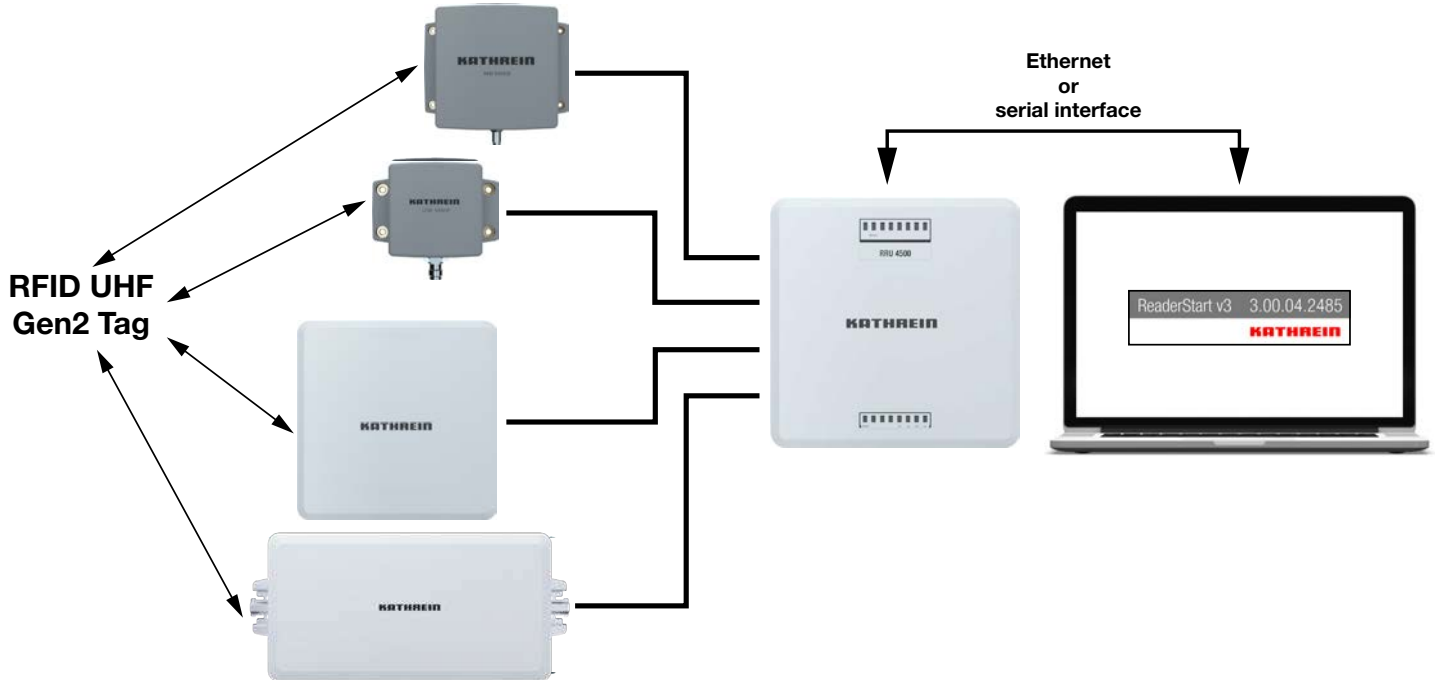 KATHREIN
Ethernet
or
serial interface
KATHREIN
RRU 4500
RFID UHF
Gen2 Tag
ReaderStart v3 3.00.04.2485
KATHREIN
KATHREIN
KATHREIN
KATHREIN